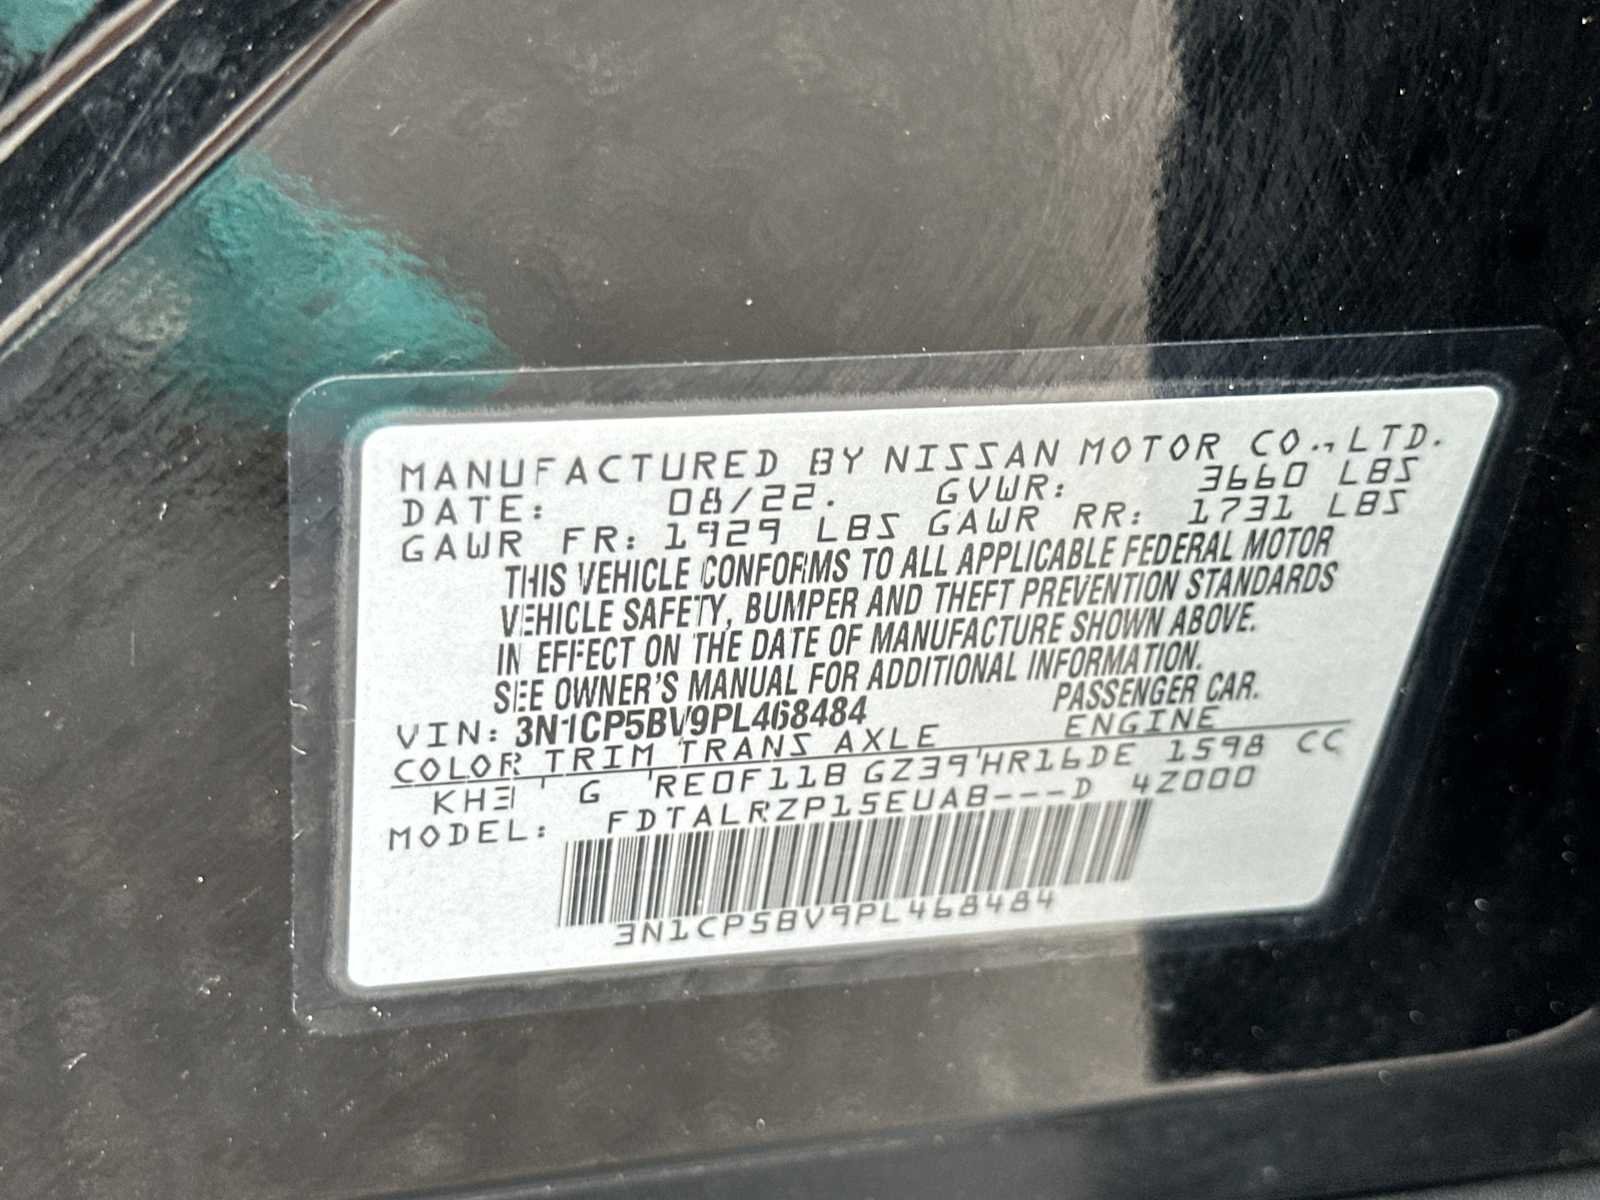 MANUFACTURED BY NISSAN MOTOR CO., LTD.
DATE: 08/22. GVWR: 3660 LBS
GAWR FR: 1929 LBS GAWR RR: 1731 LBS
THIS VEHICLE CONFORMS TO ALL APPLICABLE FEDERAL MOTOR
VEHICLE SAFETY, BUMPER AND THEFT PREVENTION STANDARDS
IN EFFECT ON THE DATE OF MANUFACTURE SHOWN ABOVE.
SEE OWNER'S MANUAL FOR ADDITIONAL INFORMATION.
VIN: 3N1CP5BV9PL468484 PASSENGER CAR.
COLOR TRIM TRANS AXLE ENGINE
KH3 G RE0F11B GZ39 HR16DE 1598 CC
MODEL: FDTALRZP15EUAB---D 4Z000
3N1CP5BV9PL468484